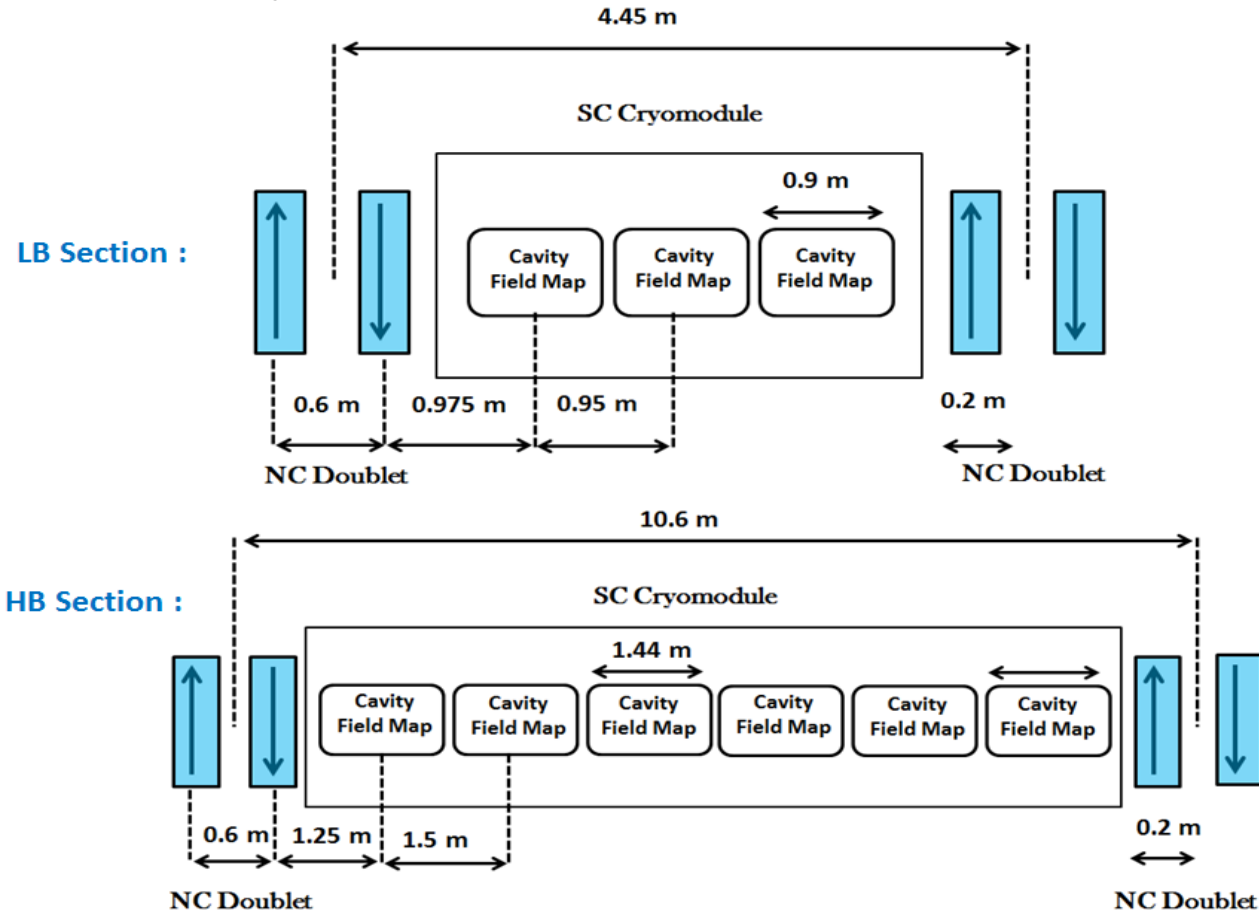 4.45 m
SC Cryomodule
0.9 m
LB Section :
Cavity
Field Map
Cavity
Field Map
Cavity
Field Map
0.6 m
0.975 m
0.95 m
0.2 m
NC Doublet
NC Doublet
10.6 m
HB Section :
SC Cryomodule
1.44 m
Cavity
Field Map
Cavity
Field Map
Cavity
Field Map
Cavity
Field Map
Cavity
Field Map
Cavity
Field Map
0.6 m
1.25 m
1.5 m
0.2 m
NC Doublet
NC Doublet